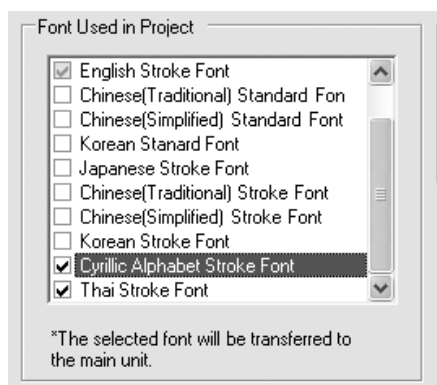 Font Used in Project
English Stroke Font
Chinese(Traditional) Standard Fon
Chinese(Simplified) Standard Font
Korean Stanard Font
Japanese Stroke Font
Chinese(Traditional) Stroke Font
Chinese(Simplified) Stroke Font
Korean Stroke Font
Cyrillic Alphabet Stroke Font
Thai Stroke Font
*The selected font will be transferred to
the main unit.